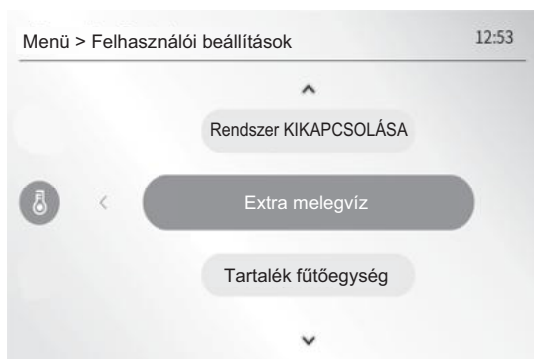 Menü > Felhasználói beállítások 12:53
Rendszer KIKAPCSOLÁSA
Extra melegvíz
Tartalék fűtőegység